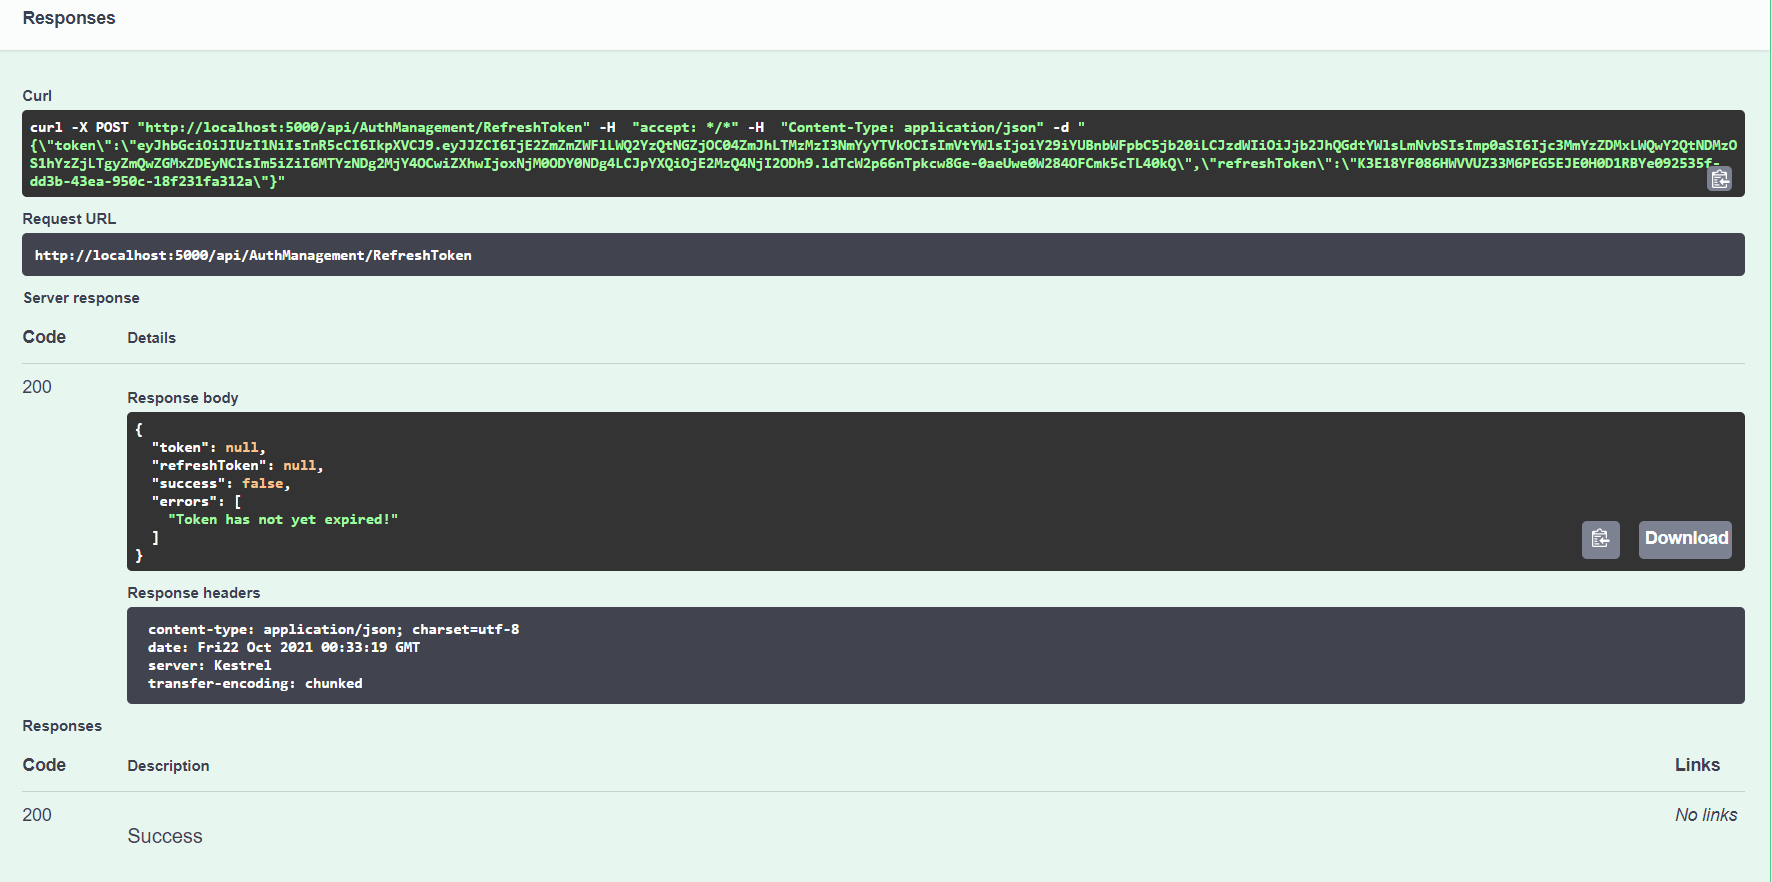 Responses
Curl
curl -X POST "http://localhost:5000/api/AuthManagement/RefreshToken" -H  "accept: */*" -H  "Content-Type: application/json" -d "
{\"token\":\"eyJhbGciOiJIUzI1NiIsInR5cCI6IkpXVCJ9.eyJJZCI6IjE2ZmZmZWF1LWQ2YzQtNGZjOC04ZmJhLTMzMzI3NmYyYTVkOCIsImVtYWlsIjoiY29iYUBnbWFpbC5jb20iLCJzdWIiOiJjb2JhQGdtYWlsLmNvbSIsImp0aSI6Ijc3MmYzZDMxLWQwY2QtNDMzO
S1hYzZjLTgyZmQwZGMxZDEyNCIsIm5iZiI6MTYzNDg2MjY4OCwiZXhwIjoxNjM0ODY0NDg4LCJpYXQiOjE2MzQ4NjI2ODh9.1dTcW2p66nTpkcw8Ge-0aeUwe0W284OFCmk5cTL40kQ\",\"refreshToken\":\"K3E18YF086HWVVUZ33M6PEG5EJE0H0D1RBYe092535f-
dd3b-43ea-950c-18f231fa312a\"}"
Request URL
http://localhost:5000/api/AuthManagement/RefreshToken
Server response
Code Details
200
Response body
{
"token": null,
"refreshToken": null,
"success": false,
"errors": [
"Token has not yet expired!"
]
}
Download
Response headers
content-type: application/json; charset=utf-8
date: Fri22 Oct 2021 00:33:19 GMT
server: Kestrel
transfer-encoding: chunked
Responses
Code Description Links
200 No links
Success